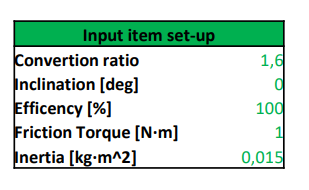 Input item set-up
Convertion ratio 1,6
Inclination [deg] 0
Efficency [%] 100
Friction Torque [N·m] 1
Inertia [kg·m^2] 0,015